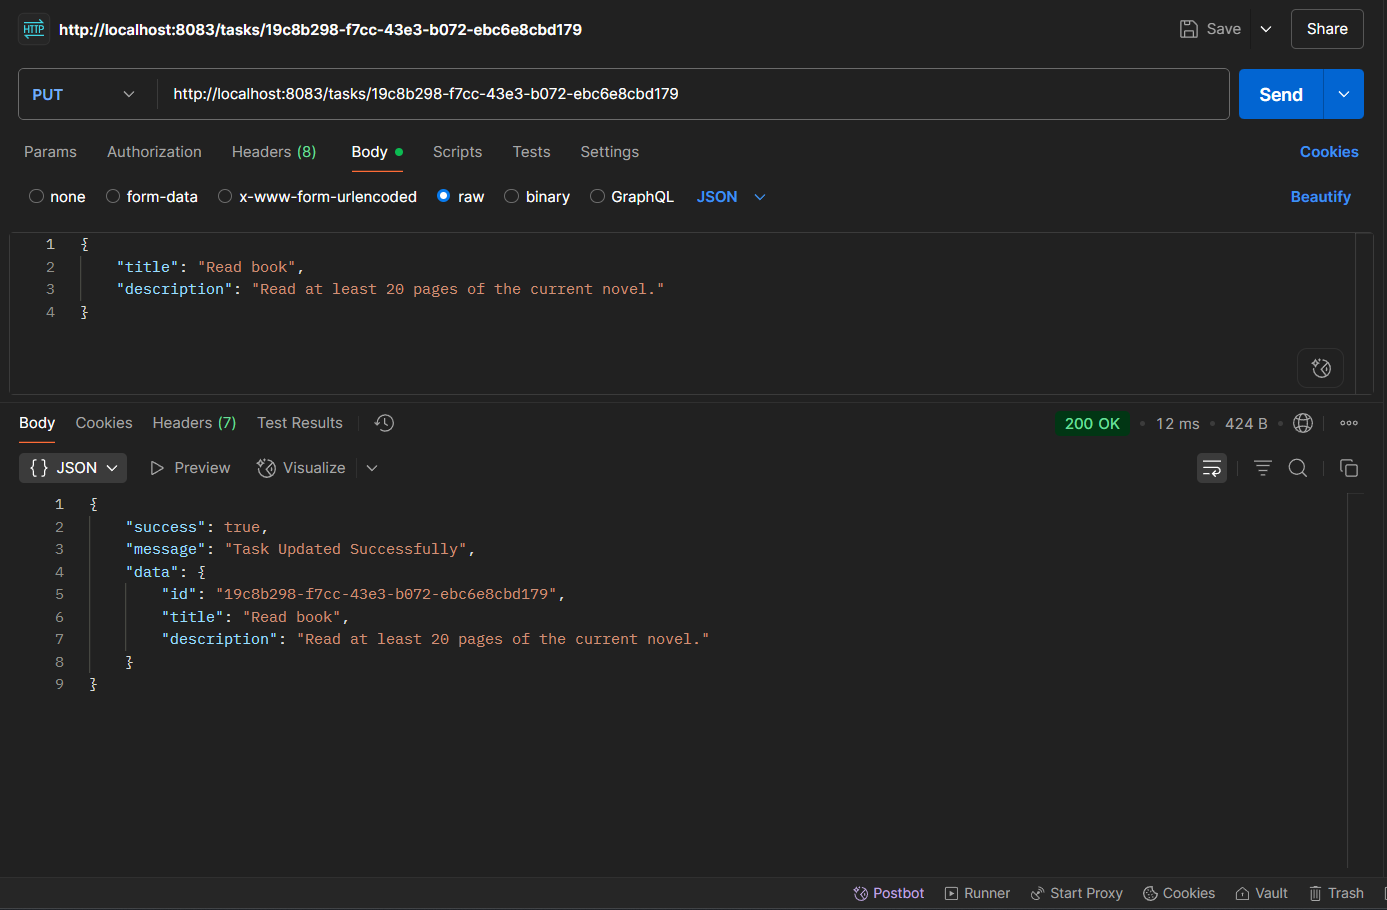 HTTP http://localhost:8083/tasks/19c8b298-f7cc-43e3-b072-ebc6e8cbd179 Save Share
PUT http://localhost:8083/tasks/19c8b298-f7cc-43e3-b072-ebc6e8cbd179 Send
Params Authorization Headers (8) Body Scripts Tests Settings Cookies
none form-data x-www-form-urlencoded raw binary GraphQL JSON Beautify
1 {
2 "title": "Read book",
3 "description": "Read at least 20 pages of the current novel."
4 }
Body Cookies Headers (7) Test Results 200 OK 12 ms 424 B
{} JSON Preview Visualize
1 {
2 "success": true,
3 "message": "Task Updated Successfully",
4 "data": {
5 "id": "19c8b298-f7cc-43e3-b072-ebc6e8cbd179",
6 "title": "Read book",
7 "description": "Read at least 20 pages of the current novel."
8 }
9 }
Postbot Runner Start Proxy Cookies Vault Trash